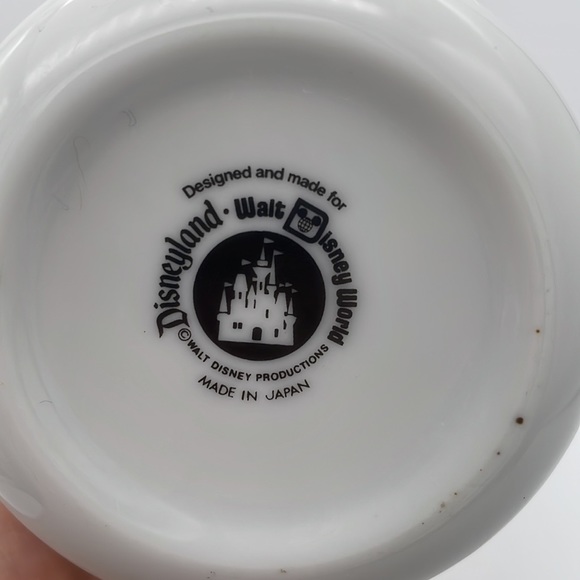 Designed and made for
Disneyland · Walt Disney World
©WALT DISNEY PRODUCTIONS
MADE IN JAPAN